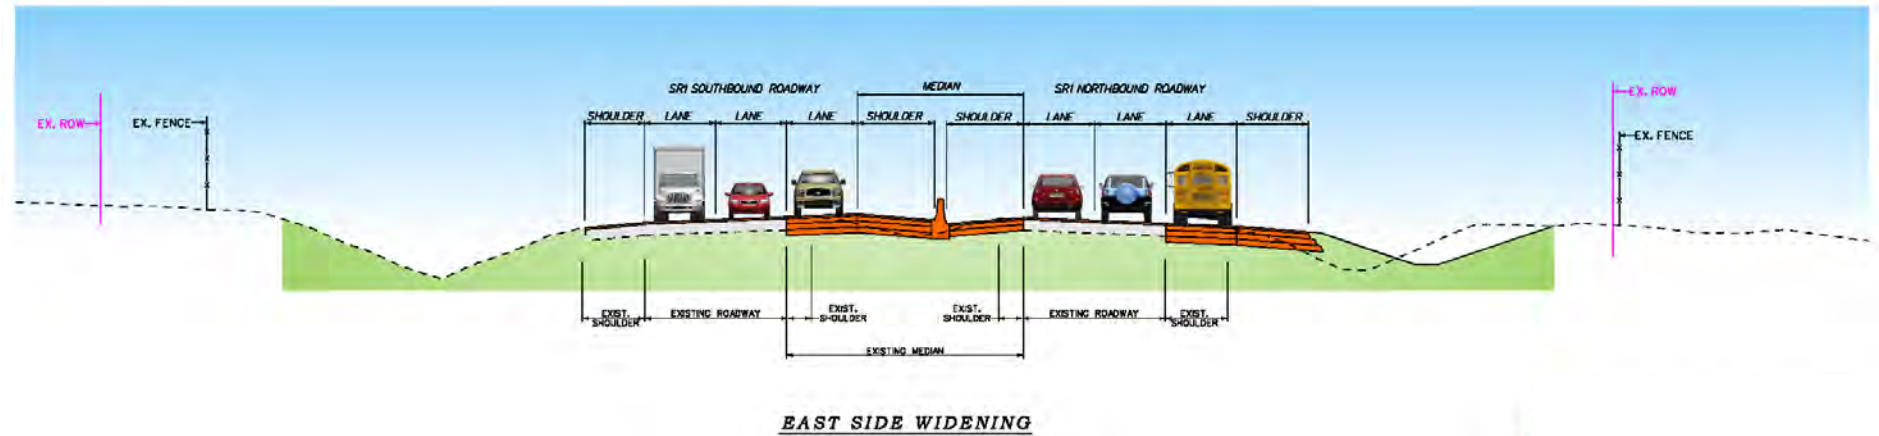 SR1 SOUTHBOUND ROADWAY
MEDIAN
SR1 NORTHBOUND ROADWAY
EX. ROW
EX. FENCE
SHOULDER LANE LANE LANE SHOULDER SHOULDER LANE LANE LANE SHOULDER
EX. ROW
EX. FENCE
EXIST.
SHOULDER
EXISTING ROADWAY
EXIST.
SHOULDER
EXIST.
SHOULDER
EXISTING ROADWAY
EXIST.
SHOULDER
EXISTING MEDIAN
EAST SIDE WIDENING